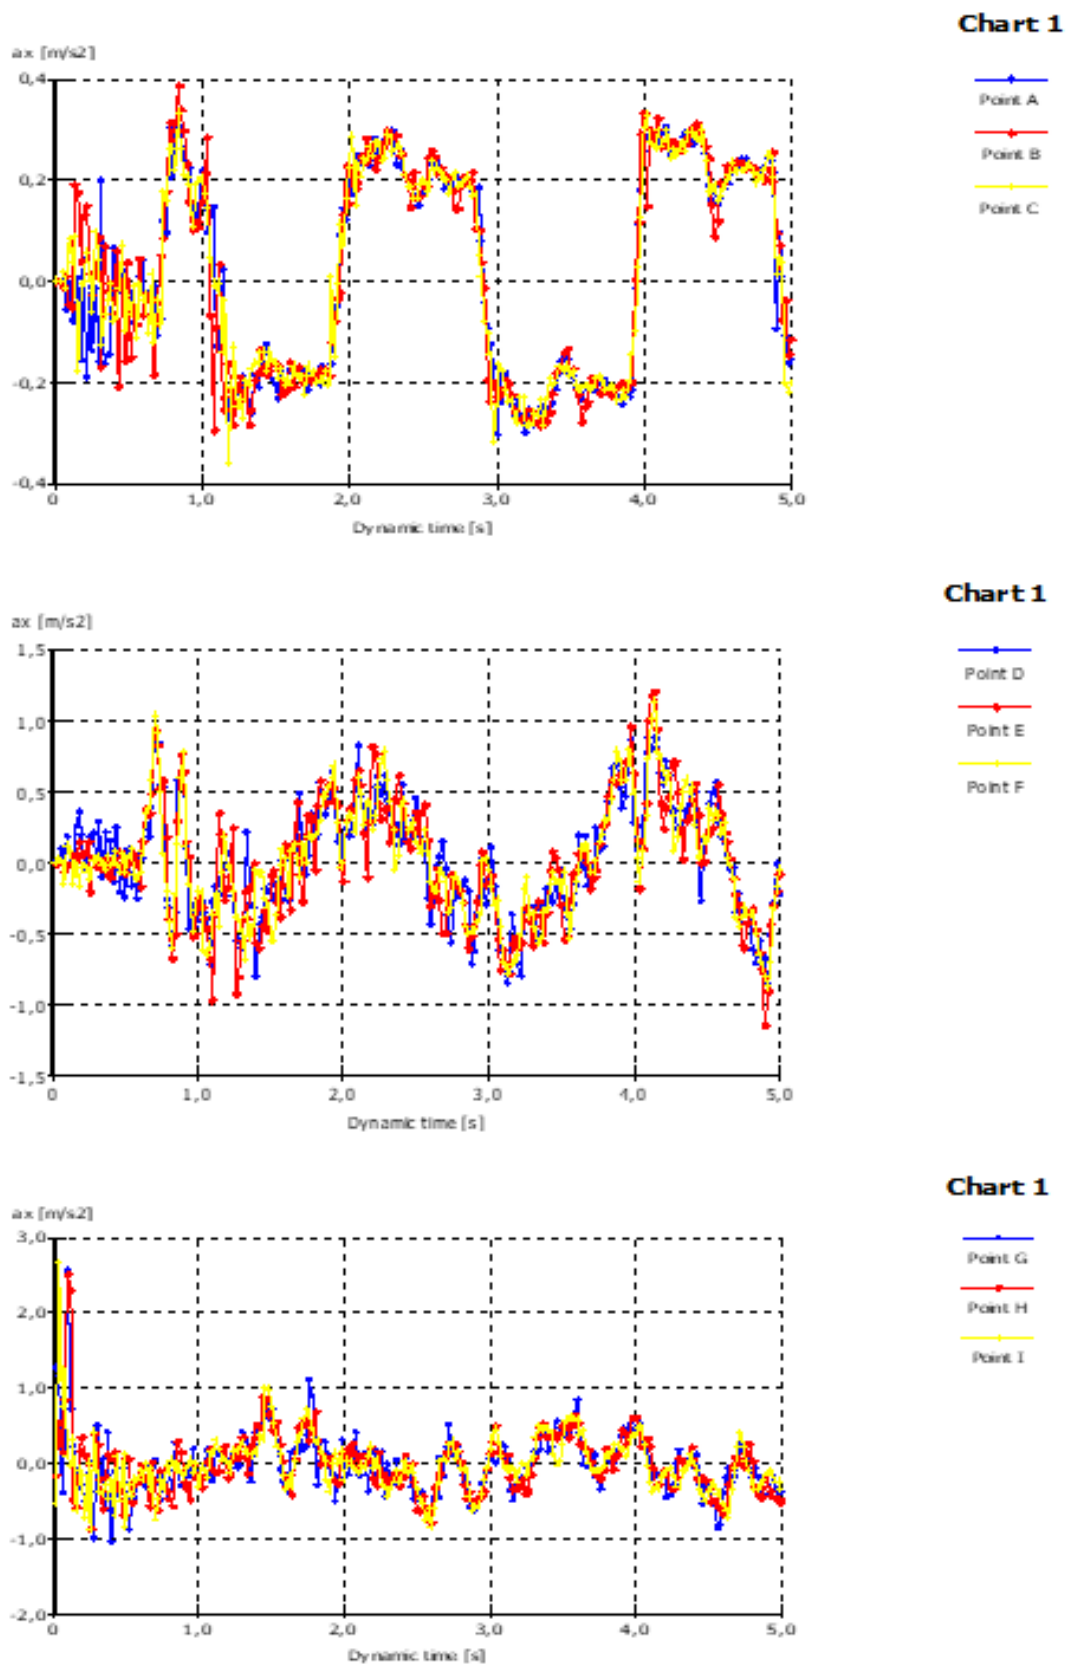 Chart 1
ax [m/s2]
Point A
Point B
Point C
0,4
0,2
0,0
-0,2
-0,4
0 1,0 2,0 3,0 4,0 5,0
Dynamic time [s]
Chart 1
ax [m/s2]
Point D
Point E
Point F
1,5
1,0
0,5
0,0
-0,5
-1,0
-1,5
0 1,0 2,0 3,0 4,0 5,0
Dynamic time [s]
Chart 1
ax [m/s2]
Point G
Point H
Point I
3,0
2,0
1,0
0,0
-1,0
-2,0
0 1,0 2,0 3,0 4,0 5,0
Dynamic time [s]